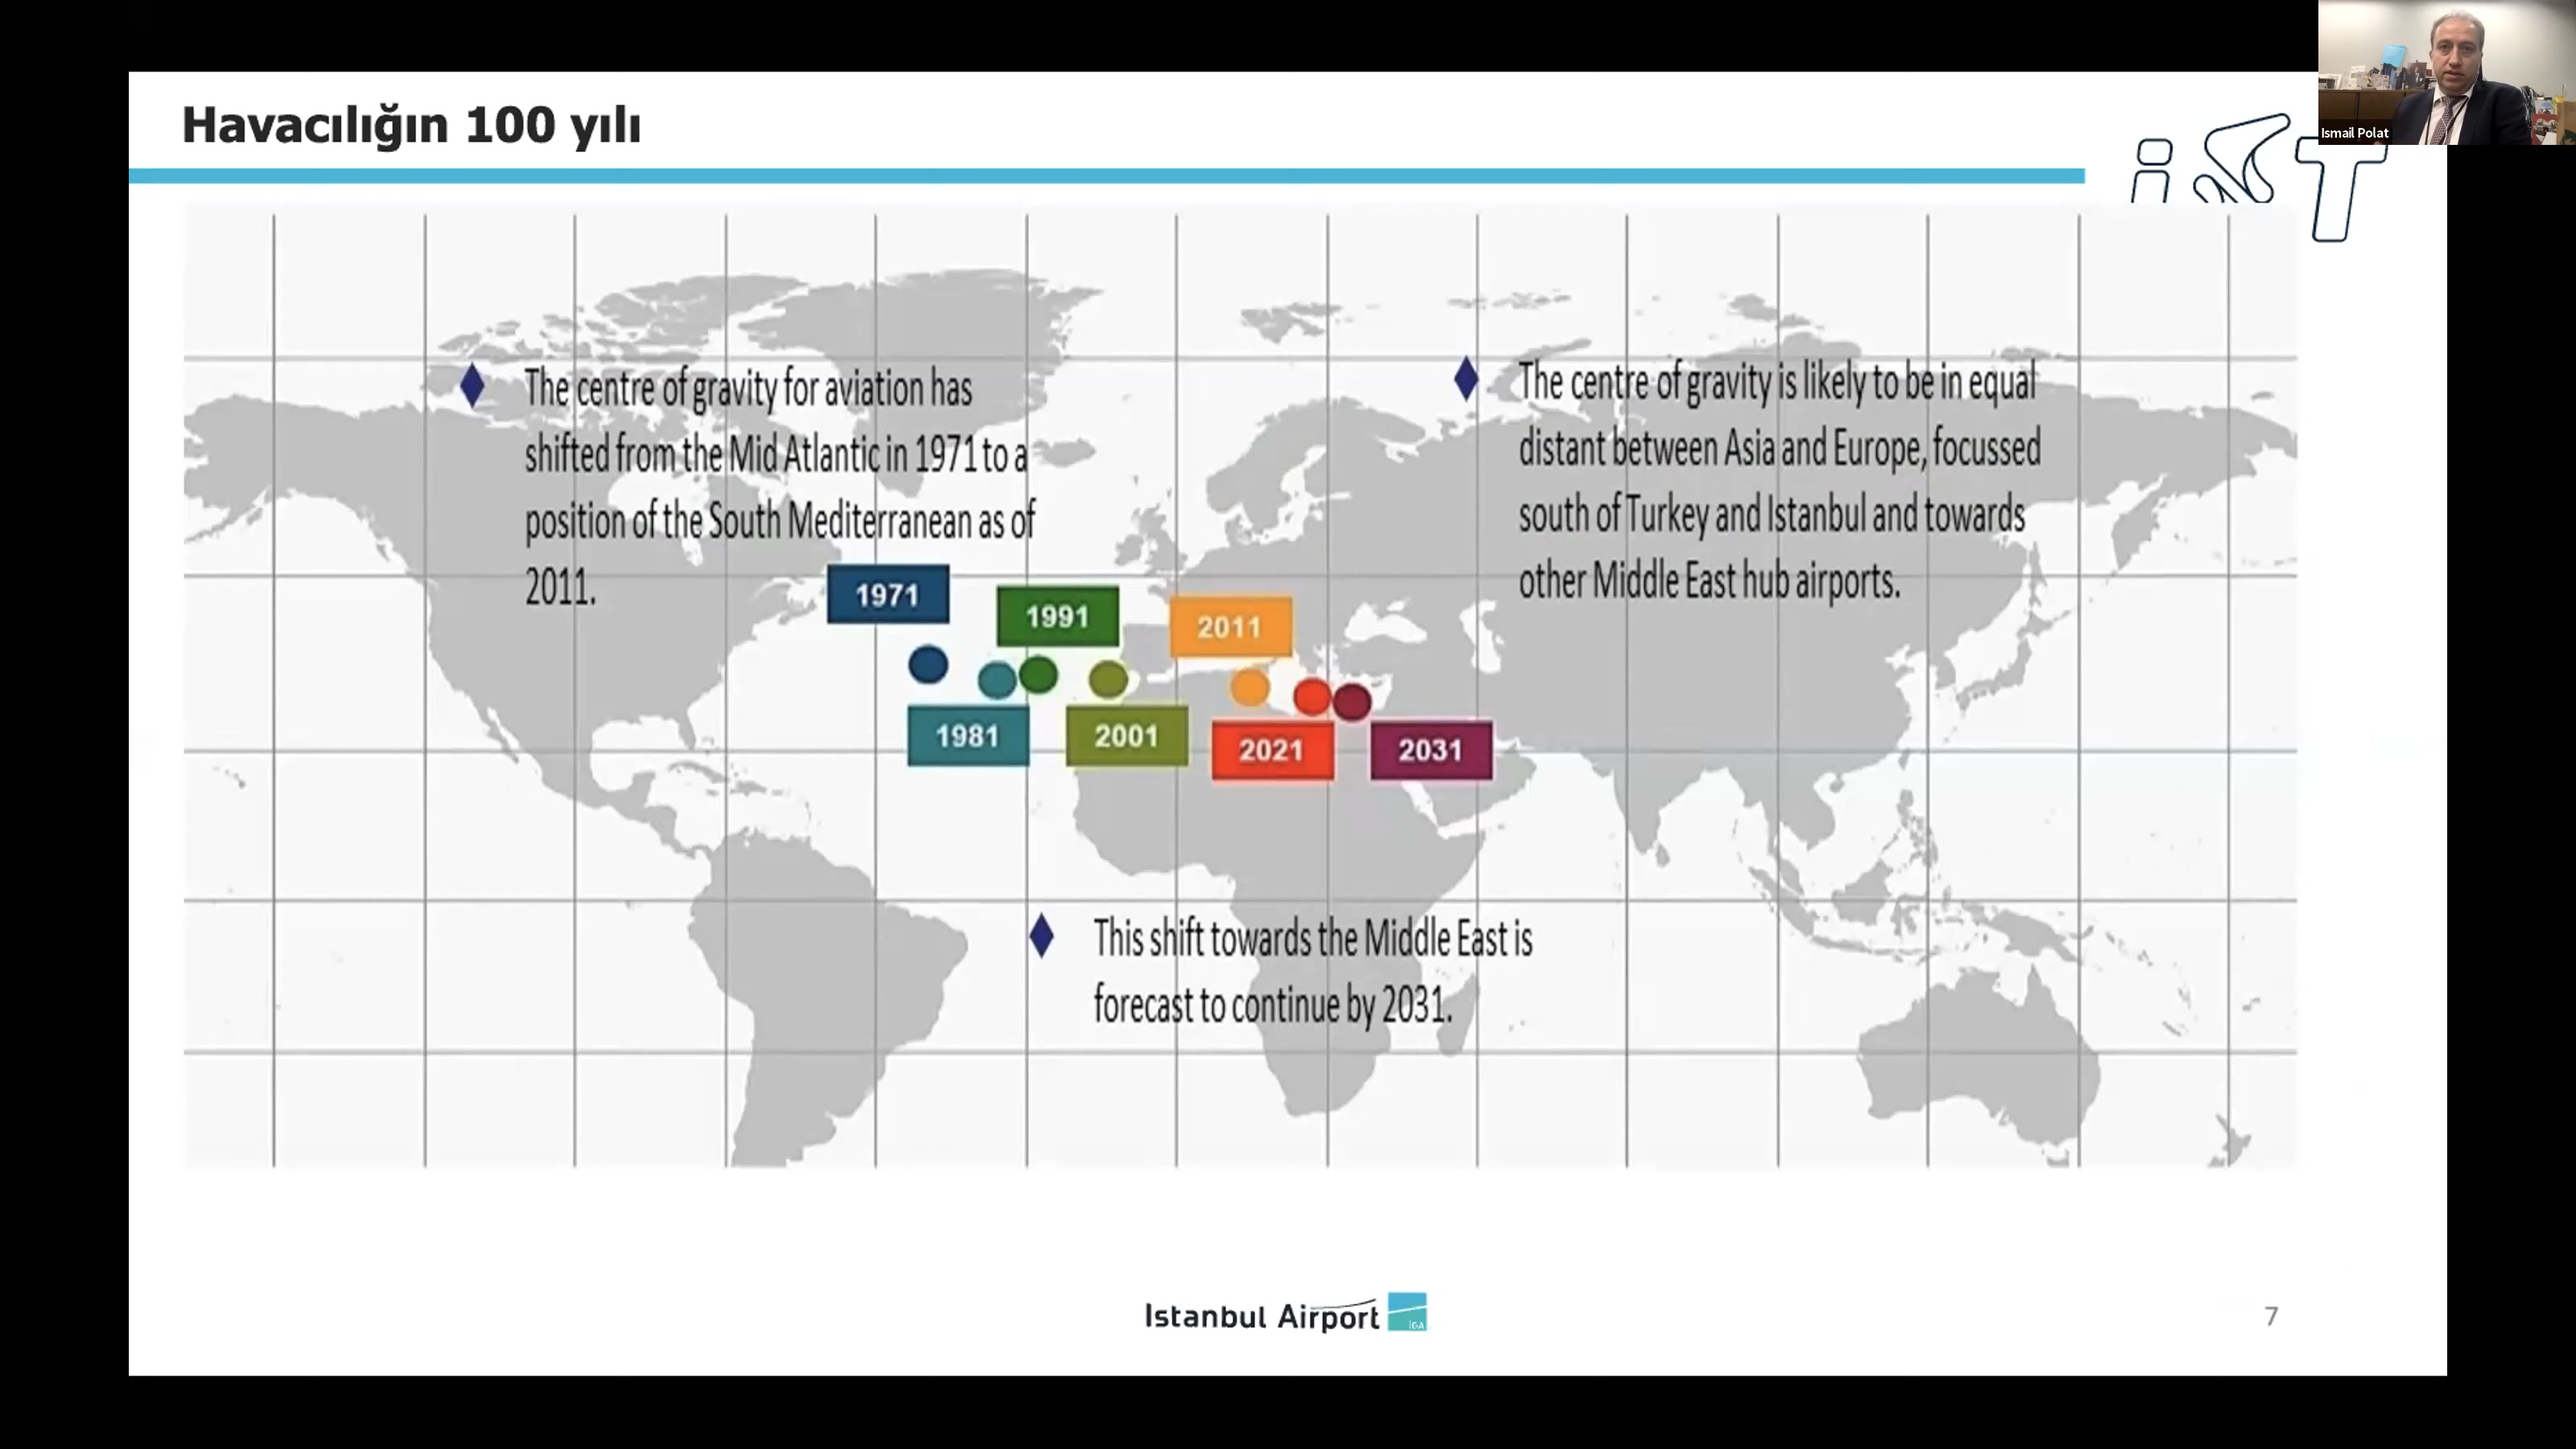 Ismail Polat
Havacılığın 100 yılı
iST
The centre of gravity for aviation has
shifted from the Mid Atlantic in 1971 to a
position of the South Mediterranean as of
2011.
The centre of gravity is likely to be in equal
distant between Asia and Europe, focussed
south of Turkey and Istanbul and towards
other Middle East hub airports.
1971
1991
2011
1981
2001
2021
2031
This shift towards the Middle East is
forecast to continue by 2031.
Istanbul Airport
iGA
7